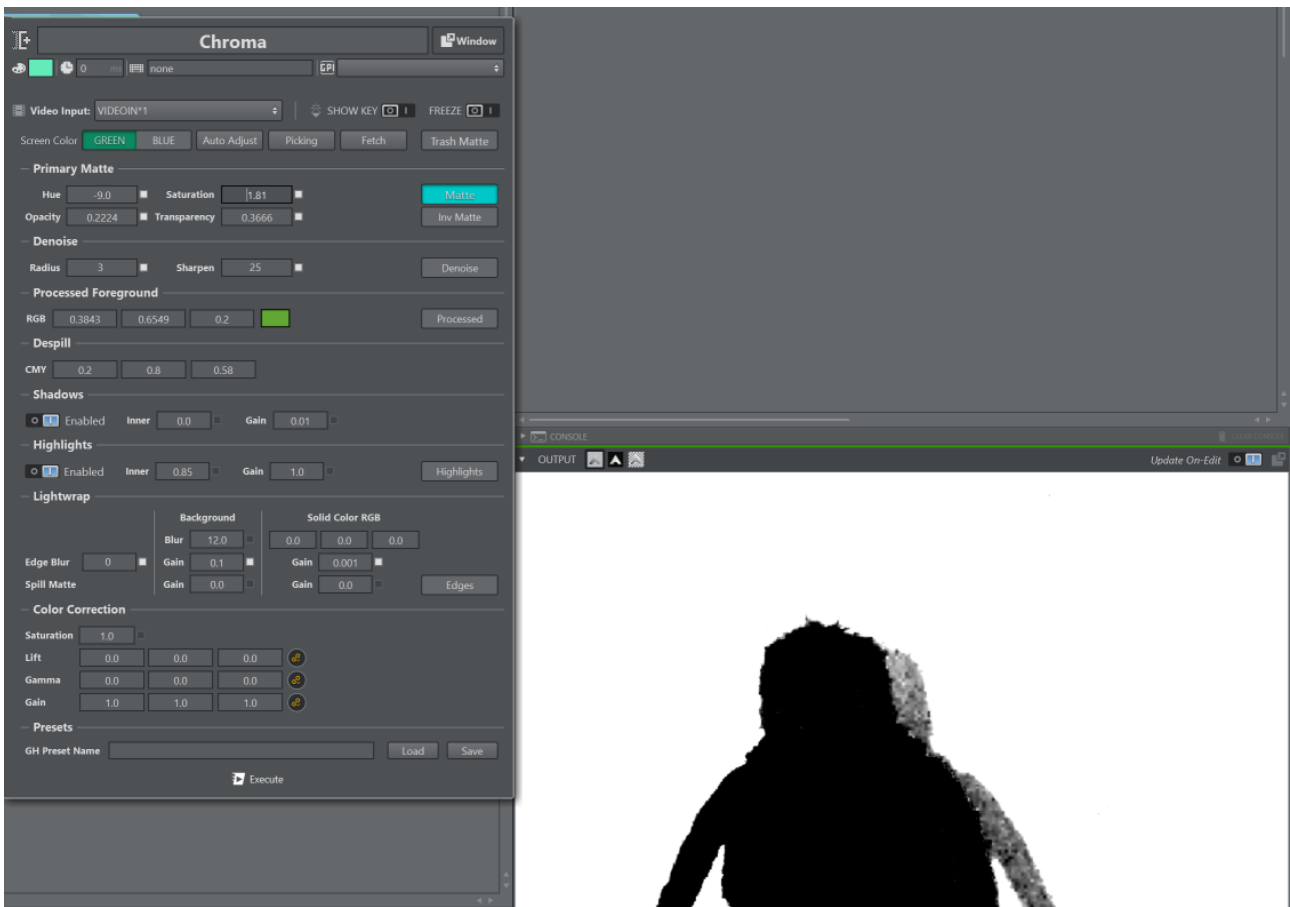 Chroma
Window
0 ms none GPI
Video Input: VIDEOIN*1 SHOW KEY FREEZE
Screen Color GREEN BLUE Auto Adjust Picking Fetch Trash Matte
Primary Matte
Hue -9.0 Saturation 1.81 Matte
Opacity 0.2224 Transparency 0.3666 Inv Matte
Denoise
Radius 3 Sharpen 25 Denoise
Processed Foreground
RGB 0.3843 0.6549 0.2 Processed
Despill
CMY 0.2 0.8 0.58
Shadows
Enabled Inner 0.0 Gain 0.01
Highlights
Enabled Inner 0.85 Gain 1.0 Highlights
Lightwrap
Background Solid Color RGB
Blur 12.0 0.0 0.0 0.0
Edge Blur 0 Gain 0.1 Gain 0.001
Spill Matte Gain 0.0 Gain 0.0 Edges
Color Correction
Saturation 1.0
Lift 0.0 0.0 0.0
Gamma 0.0 0.0 0.0
Gain 1.0 1.0 1.0
Presets
GH Preset Name Load Save
Execute
CONSOLE CLEAR CONSOLE
OUTPUT Update On-Edit